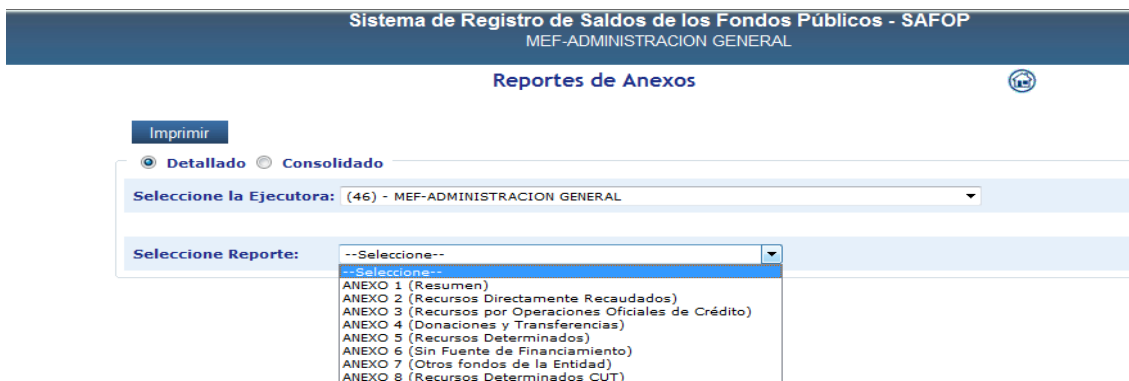 Sistema de Registro de Saldos de los Fondos Públicos - SAFOP
MEF-ADMINISTRACION GENERAL
Reportes de Anexos
Imprimir
Detallado Consolidado
Seleccione la Ejecutora: (46) - MEF-ADMINISTRACION GENERAL
Seleccione Reporte: --Seleccione--
--Seleccione--
ANEXO 1 (Resumen)
ANEXO 2 (Recursos Directamente Recaudados)
ANEXO 3 (Recursos por Operaciones Oficiales de Crédito)
ANEXO 4 (Donaciones y Transferencias)
ANEXO 5 (Recursos Determinados)
ANEXO 6 (Sin Fuente de Financiamiento)
ANEXO 7 (Otros fondos de la Entidad)
ANEXO 8 (Recursos Determinados CUT)